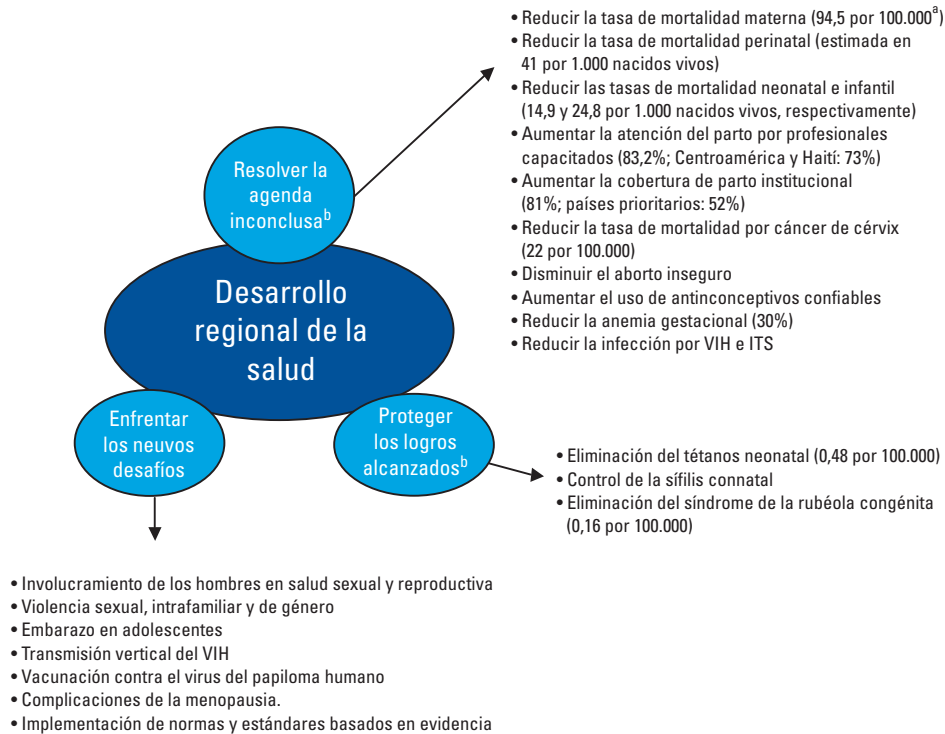 • Reducir la tasa de mortalidad materna (94,5 por 100.000ª)
• Reducir la tasa de mortalidad perinatal (estimada en
41 por 1.000 nacidos vivos)
• Reducir las tasas de mortalidad neonatal e infantil
(14,9 y 24,8 por 1.000 nacidos vivos, respectivamente)
• Aumentar la atención del parto por profesionales
capacitados (83,2%; Centroamérica y Haití: 73%)
• Aumentar la cobertura de parto institucional
(81%; países prioritarios: 52%)
• Reducir la tasa de mortalidad por cáncer de cérvix
(22 por 100.000)
• Disminuir el aborto inseguro
• Aumentar el uso de antinconceptivos confiables
• Reducir la anemia gestacional (30%)
• Reducir la infección por VIH e ITS
Resolver la
agenda
inconclusaᵇ
Desarrollo
regional de la
salud
Enfrentar
los neuvos
desafíos
Proteger
los logros
alcanzadosᵇ
• Eliminación del tétanos neonatal (0,48 por 100.000)
• Control de la sífilis connatal
• Eliminación del síndrome de la rubéola congénita
(0,16 por 100.000)
• Involucramiento de los hombres en salud sexual y reproductiva
• Violencia sexual, intrafamiliar y de género
• Embarazo en adolescentes
• Transmisión vertical del VIH
• Vacunación contra el virus del papiloma humano
• Complicaciones de la menopausia.
• Implementación de normas y estándares basados en evidencia